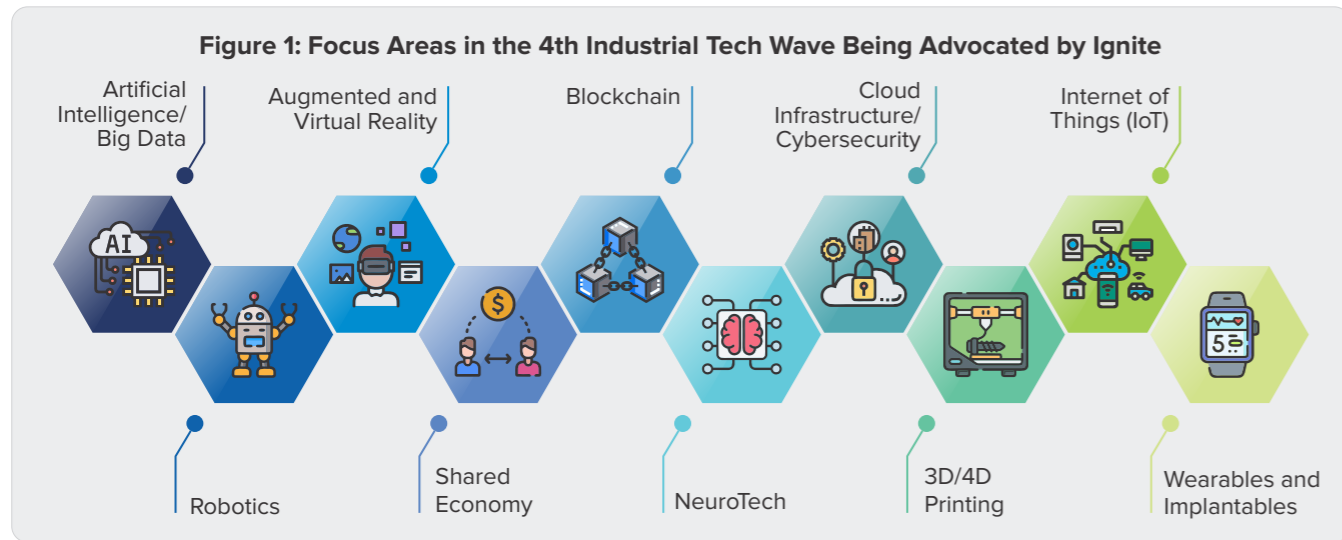 Figure 1: Focus Areas in the 4th Industrial Tech Wave Being Advocated by Ignite
Artificial
Intelligence/
Big Data
Augmented and
Virtual Reality
Blockchain
Cloud
Infrastructure/
Cybersecurity
Internet of
Things (IoT)
AI
$
5
Robotics
Shared
Economy
NeuroTech
3D/4D
Printing
Wearables and
Implantables